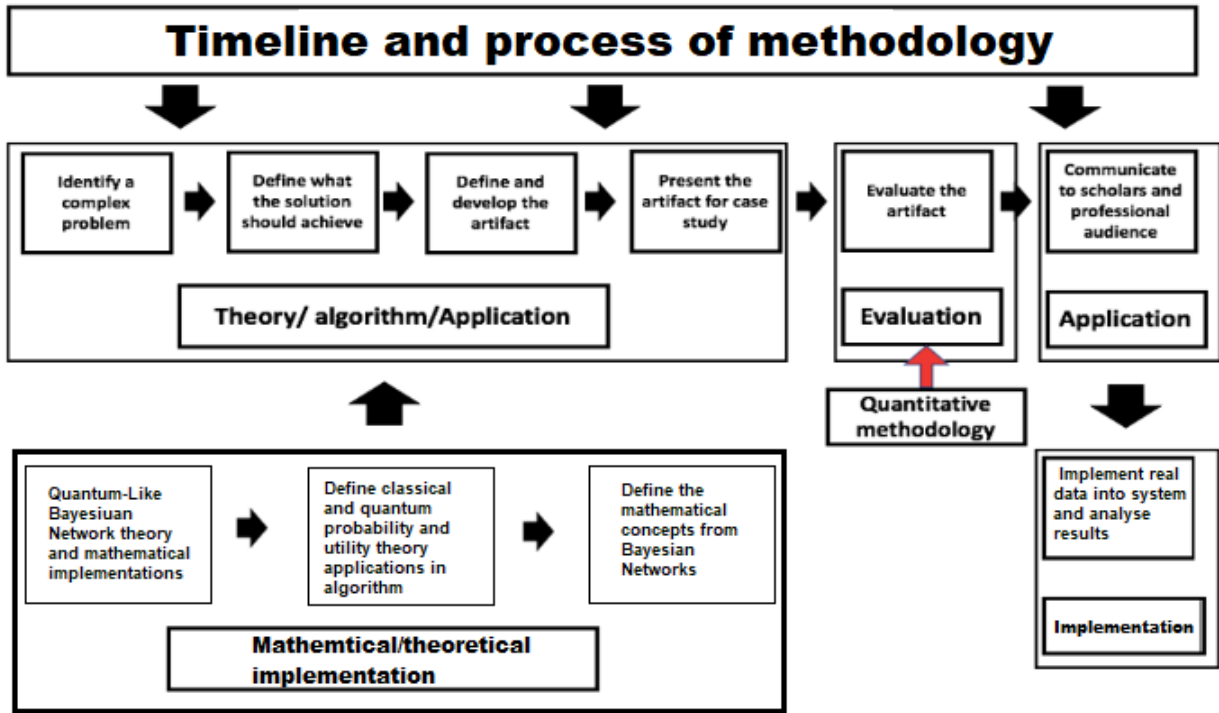 Timeline and process of methodology
Identify a
complex
problem
Define what
the solution
should achieve
Define and
develop the
artifact
Present the
artifact for case
study
Theory/ algorithm/Application
Evaluate the
artifact
Evaluation
Communicate
to scholars and
professional
audience
Application
Quantitative
methodology
Quantum-Like
Bayesiuan
Network theory
and mathematical
implementations
Define classical
and quantum
probability and
utility theory
applications in
algorithm
Define the
mathematical
concepts from
Bayesian
Networks
Mathemtical/theoretical
implementation
Implement real
data into system
and analyse
results
Implementation